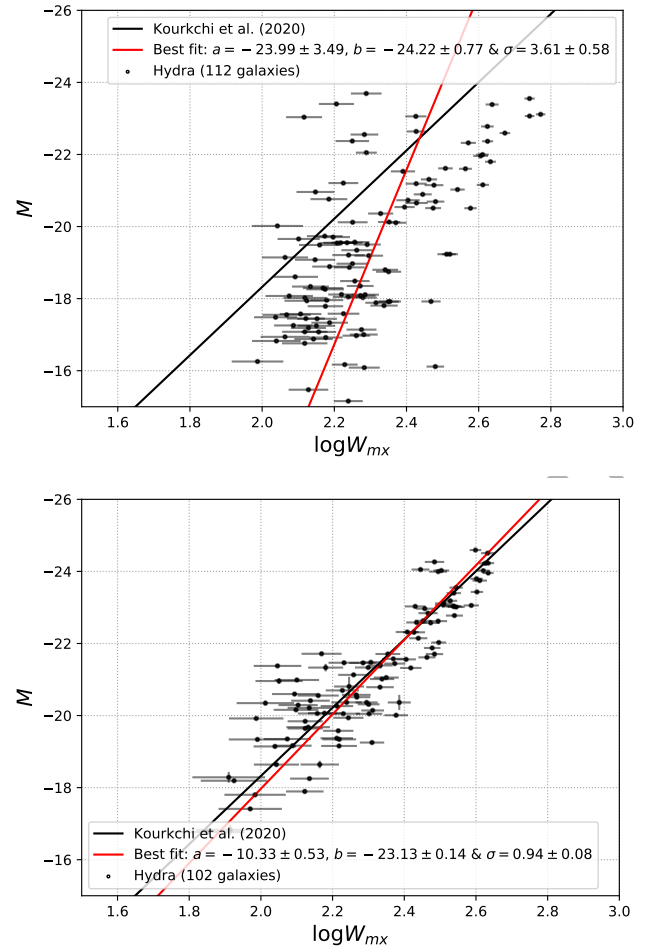 −26
−24
−22
−20
−18
−16
M
Kourkchi et al. (2020)
Best fit: a = −23.99 ± 3.49, b = −24.22 ± 0.77 & σ = 3.61 ± 0.58
Hydra (112 galaxies)
1.6 1.8 2.0 2.2 2.4 2.6 2.8 3.0
logWmx
−26
−24
−22
−20
−18
−16
M
Kourkchi et al. (2020)
Best fit: a = −10.33 ± 0.53, b = −23.13 ± 0.14 & σ = 0.94 ± 0.08
Hydra (102 galaxies)
1.6 1.8 2.0 2.2 2.4 2.6 2.8 3.0
logWmx